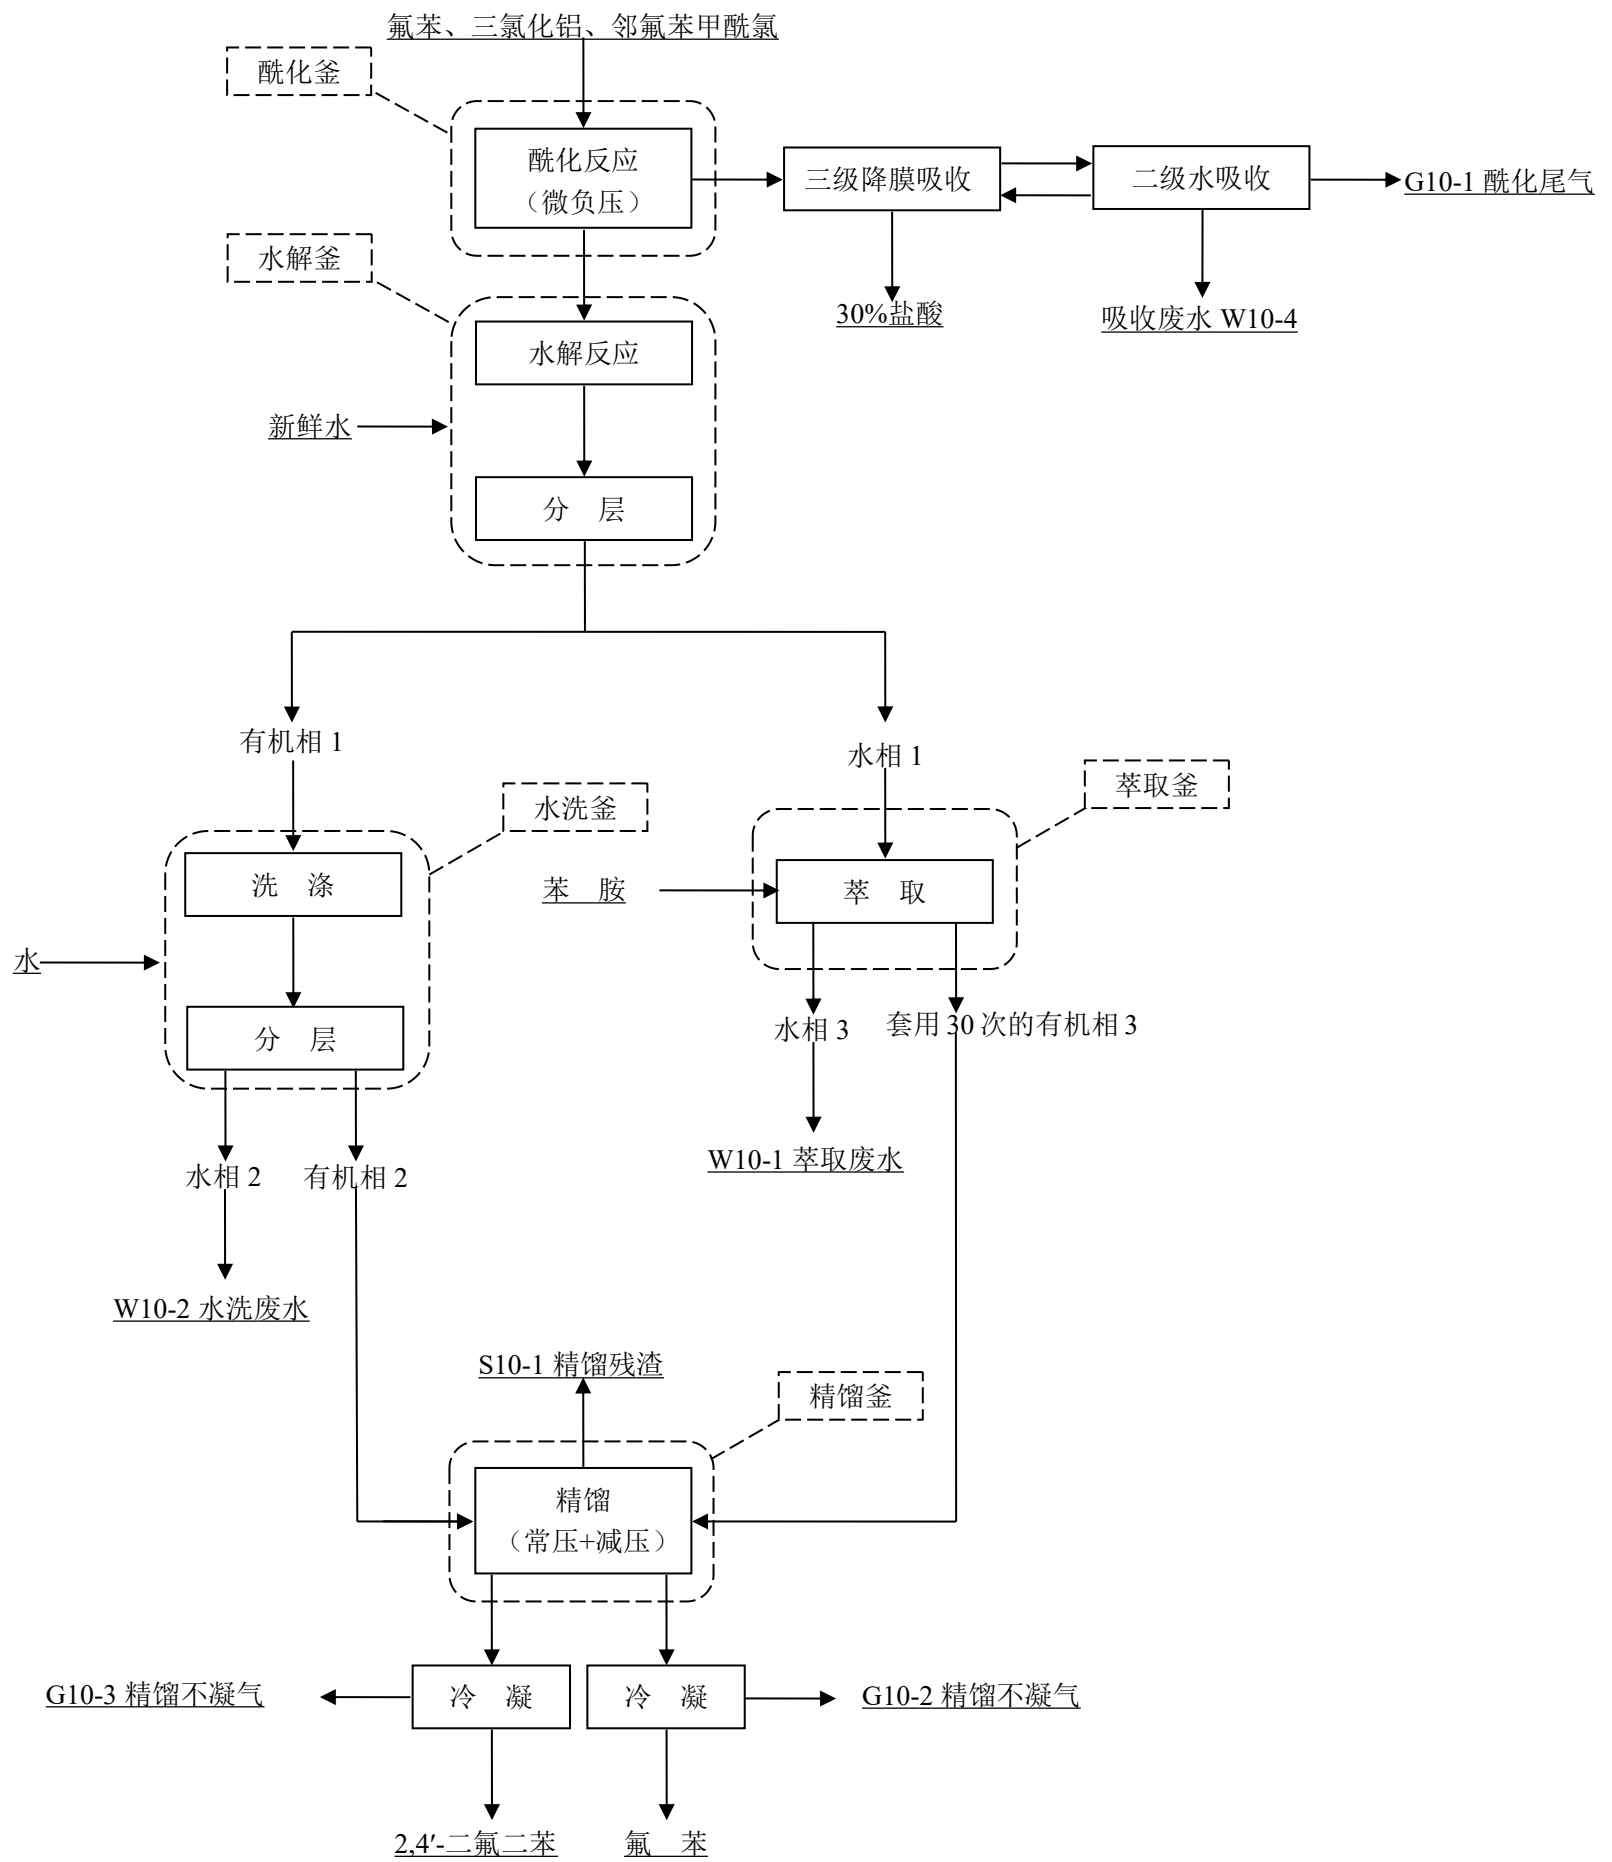 氟苯、三氯化铝、邻氟苯甲酰氯
酰化釜
酰化反应
（微负压）
三级降膜吸收
二级水吸收
G10-1 酰化尾气
水解釜
30%盐酸
吸收废水 W10-4
水解反应
新鲜水
分 层
有机相 1
水相 1
萃取釜
水洗釜
洗 涤
苯 胺
萃 取
水
分 层
水相 3
套用 30 次的有机相 3
水相 2
有机相 2
W10-1 萃取废水
W10-2 水洗废水
S10-1 精馏残渣
精馏釜
精馏
（常压+减压）
G10-3 精馏不凝气
冷 凝
冷 凝
G10-2 精馏不凝气
2,4′-二氟二苯
氟 苯